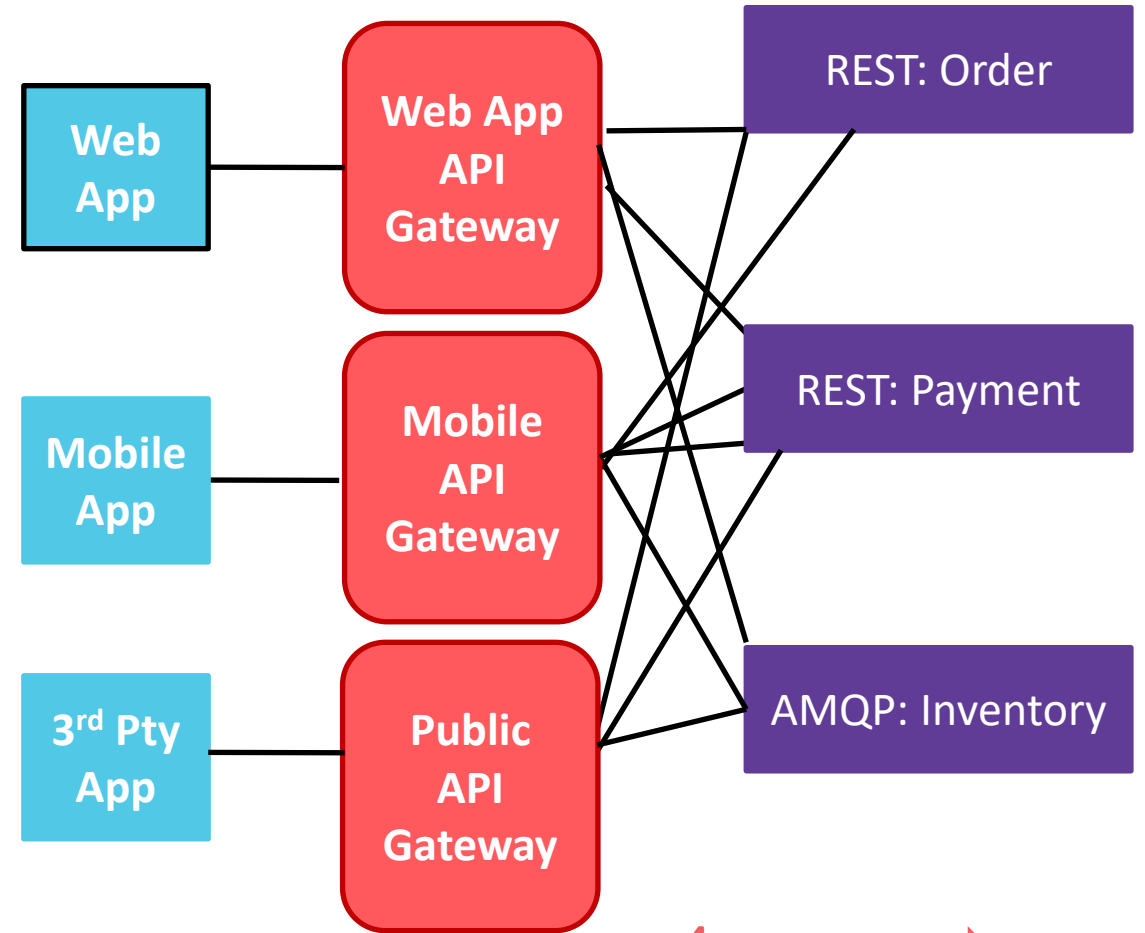 Web
App
Web App
API
Gateway
REST: Order
Mobile
App
Mobile
API
Gateway
REST: Payment
3rd Pty
App
Public
API
Gateway
AMQP: Inventory